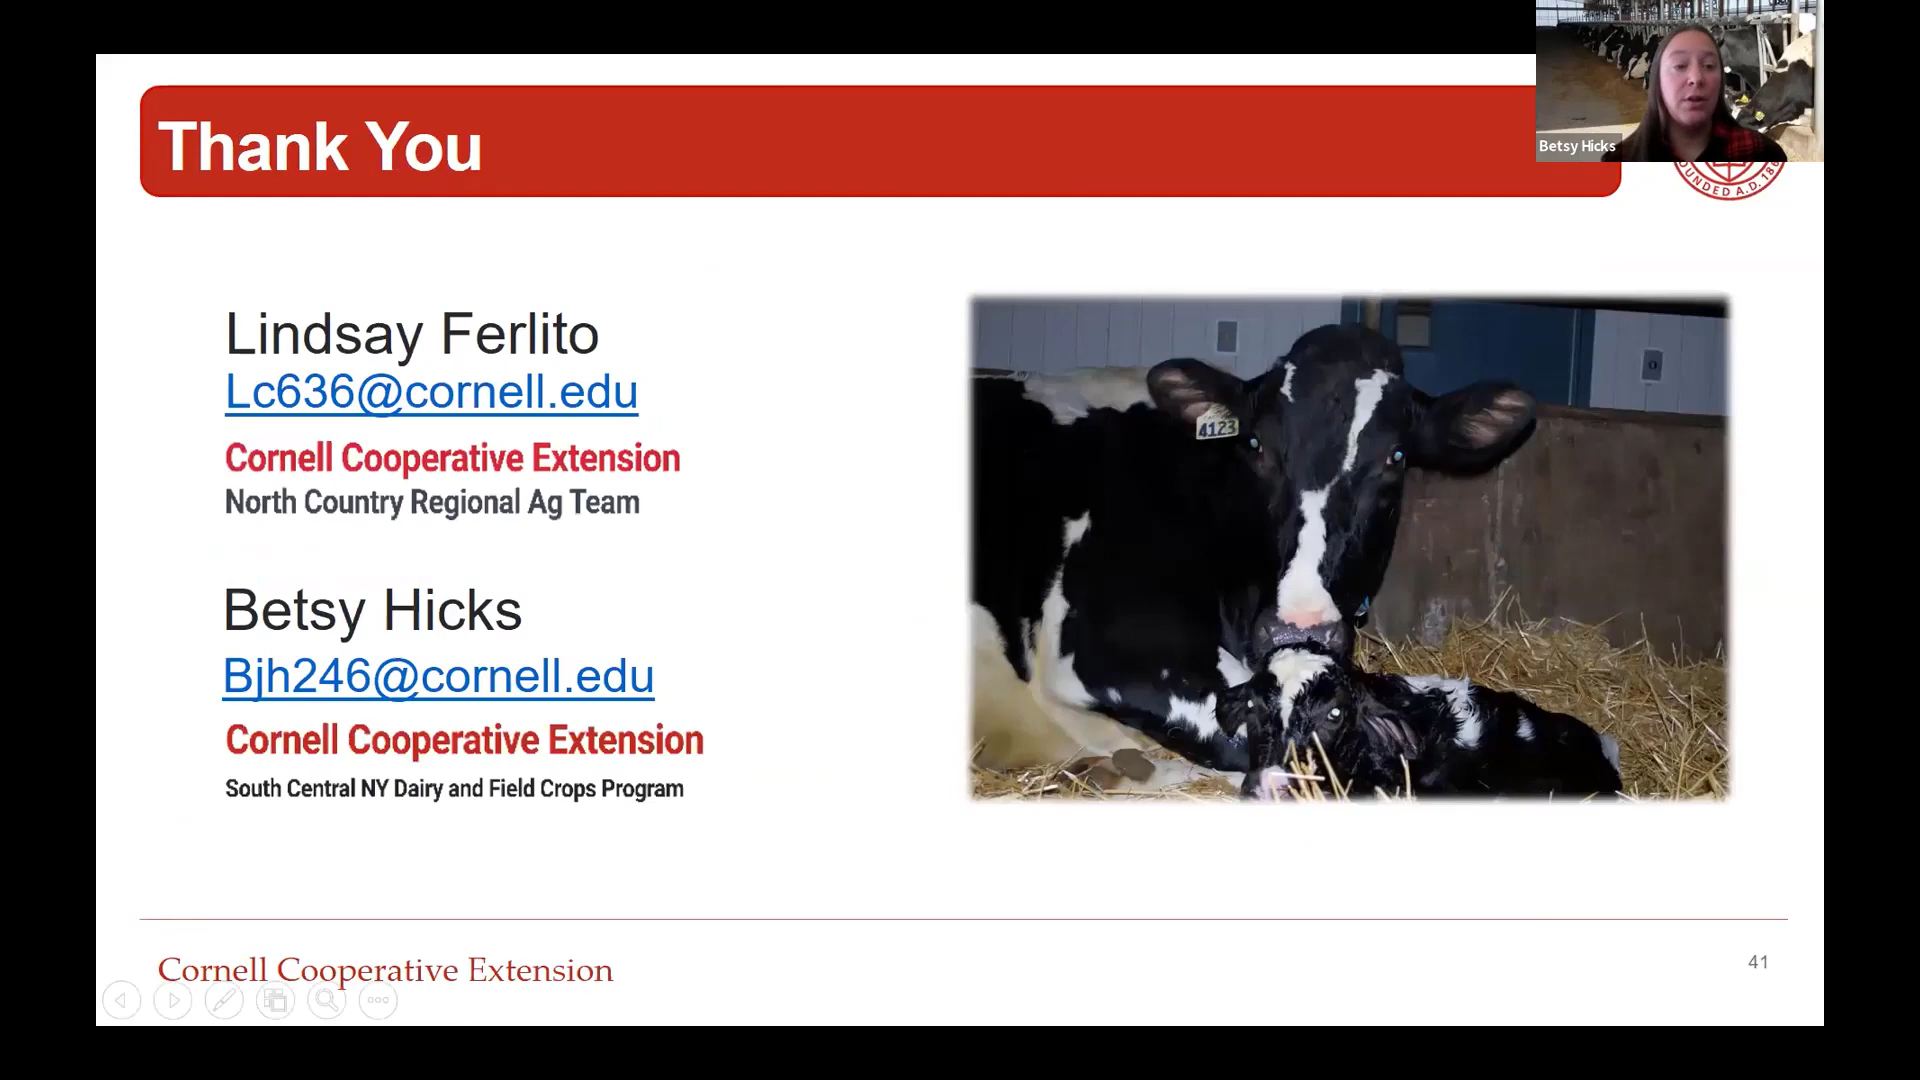 Thank You
Betsy Hicks
OUNDED A.D. 186
Lindsay Ferlito
Lc636@cornell.edu
Cornell Cooperative Extension
North Country Regional Ag Team
4123
Betsy Hicks
Bjh246@cornell.edu
Cornell Cooperative Extension
South Central NY Dairy and Field Crops Program
Cornell Cooperative Extension
41